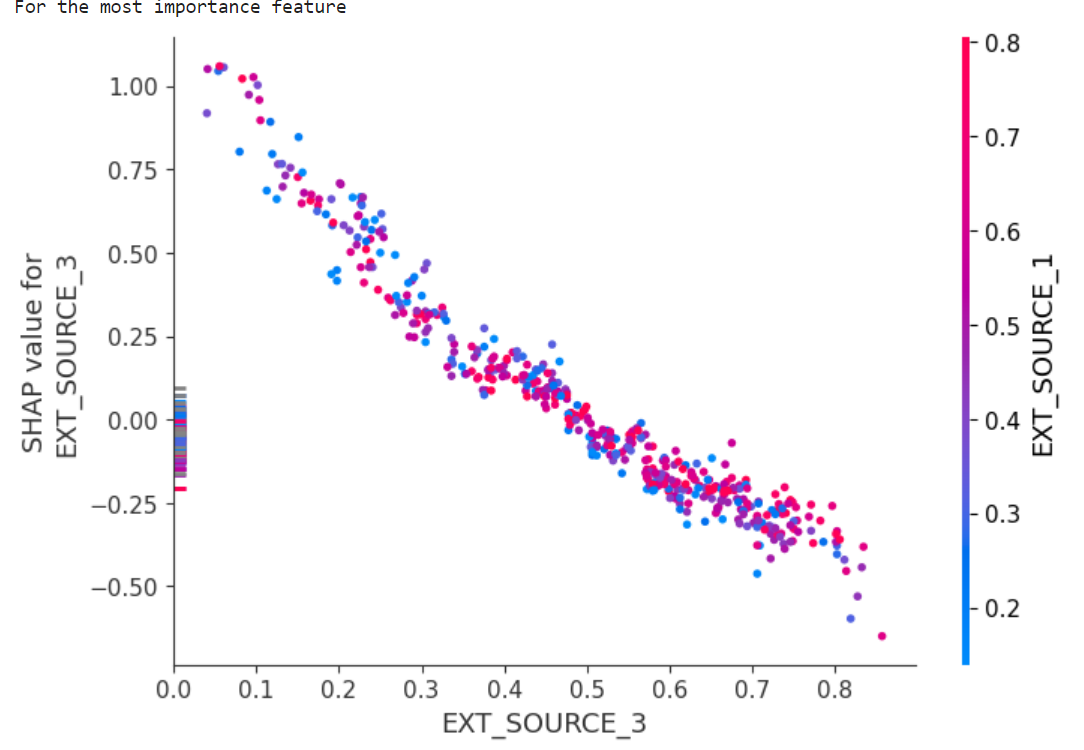 For the most importance feature
1.00
0.75
0.50
0.25
0.00
−0.25
−0.50
SHAP value for
EXT_SOURCE_3
0.0 0.1 0.2 0.3 0.4 0.5 0.6 0.7 0.8
EXT_SOURCE_3
0.8
0.7
0.6
0.5
0.4
0.3
0.2
EXT_SOURCE_1